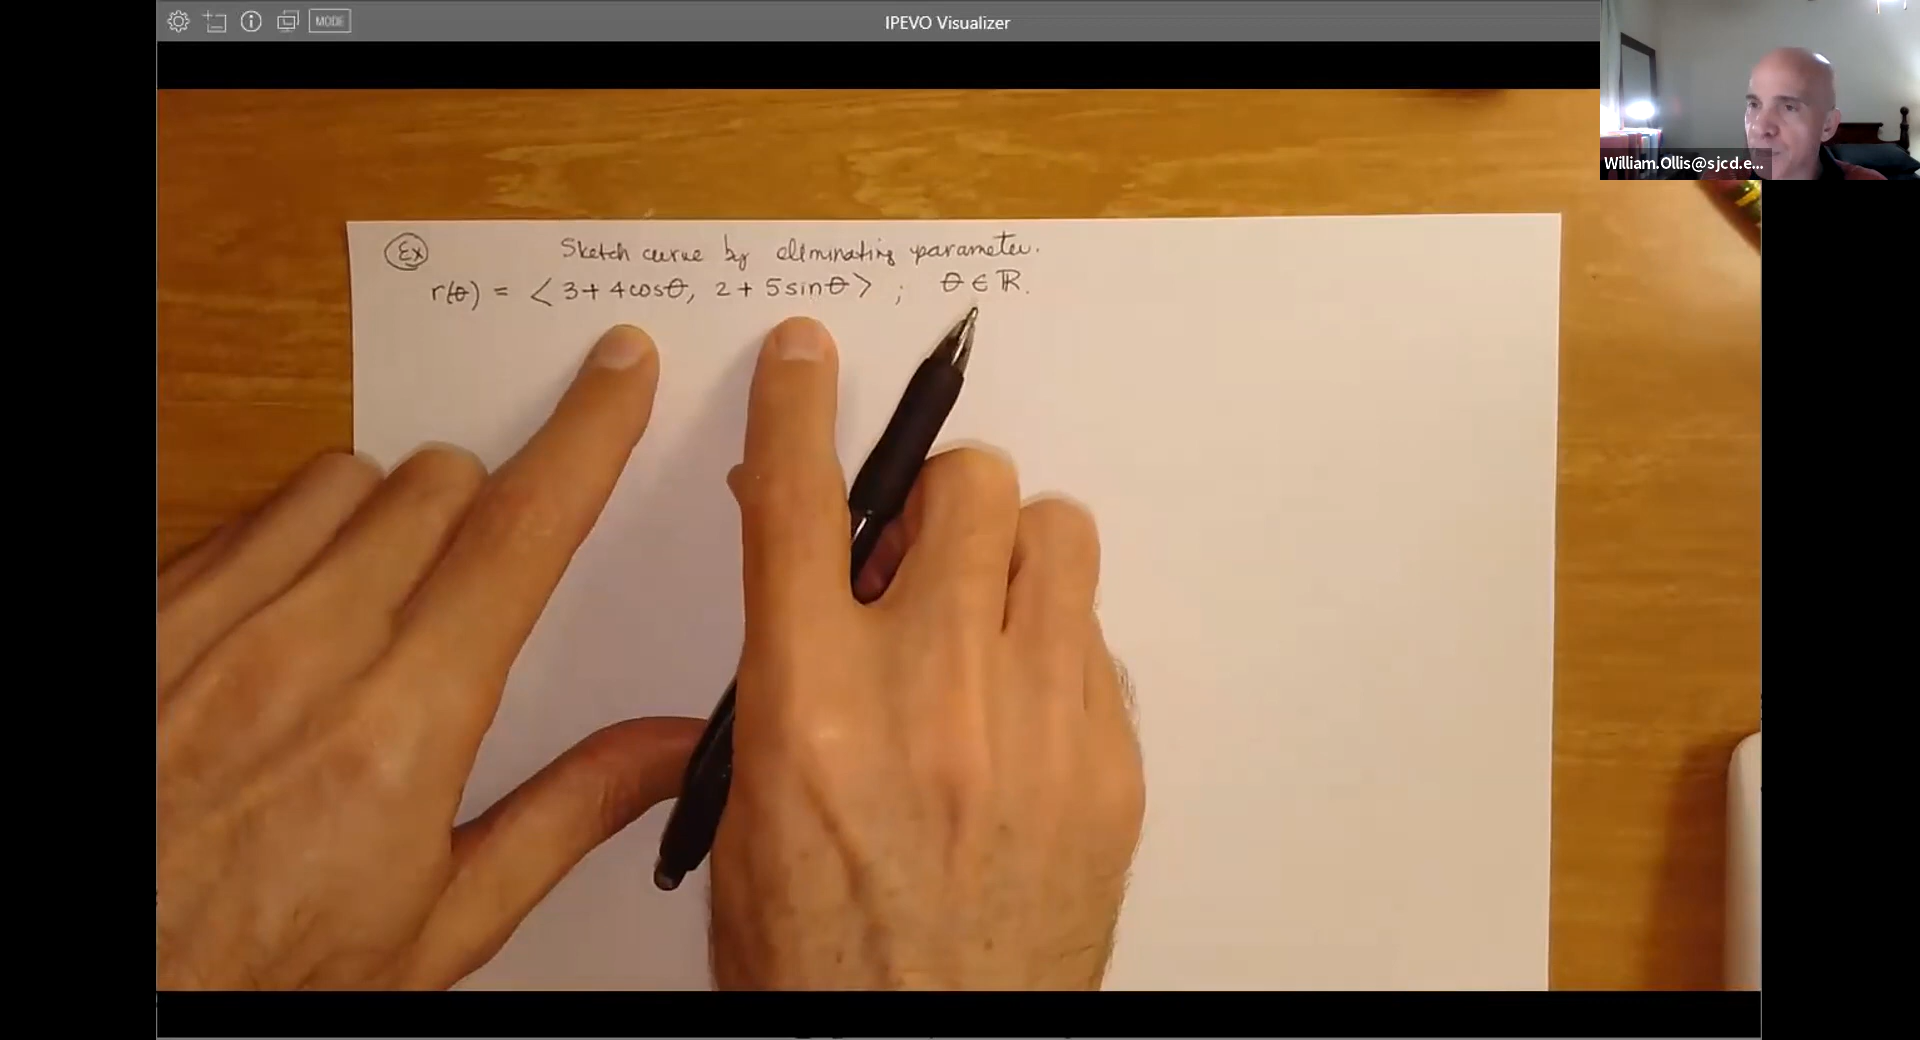 MODE
IPEVO Visualizer
William.Ollis@sjcd.e...
Ex
Sketch curve by eliminating parameter.
r(θ) = < 3 + 4cosθ, 2 + 5sinθ > ; θ ∈ ℝ.